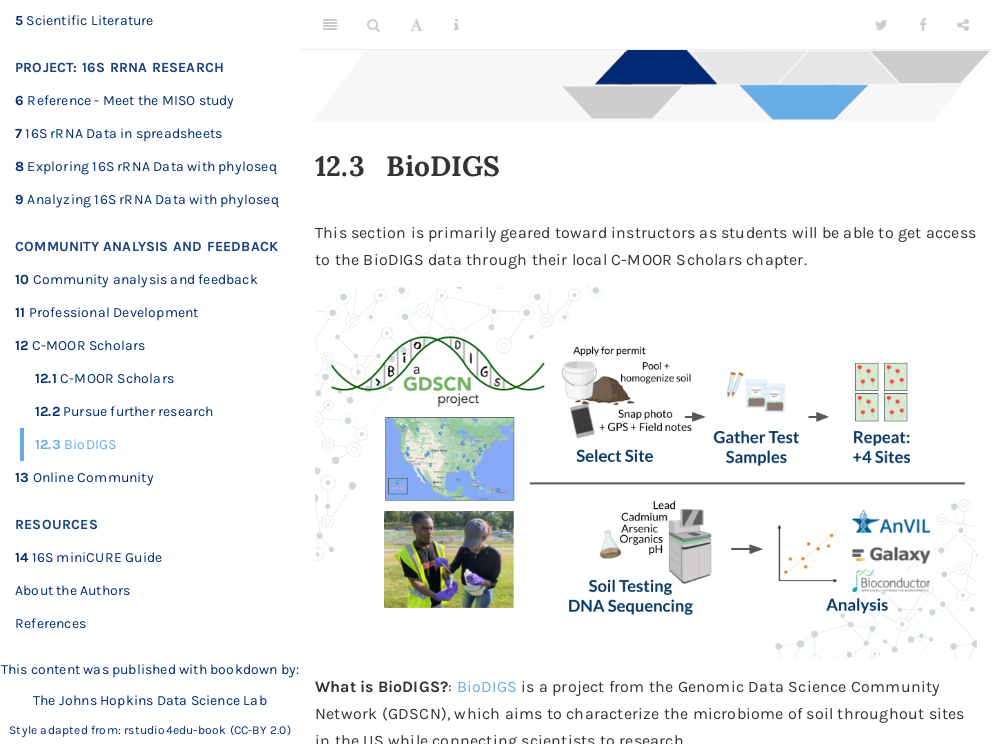 5 Scientific Literature
PROJECT: 16S RRNA RESEARCH
6 Reference - Meet the MISO study
7 16S rRNA Data in spreadsheets
8 Exploring 16S rRNA Data with phyloseq
9 Analyzing 16S rRNA Data with phyloseq
COMMUNITY ANALYSIS AND FEEDBACK
10 Community analysis and feedback
11 Professional Development
12 C-MOOR Scholars
12.1 C-MOOR Scholars
12.2 Pursue further research
12.3 BioDIGS
13 Online Community
RESOURCES
14 16S miniCURE Guide
About the Authors
References
This content was published with bookdown by:
The Johns Hopkins Data Science Lab
Style adapted from: rstudio4edu-book (CC-BY 2.0)
12.3 BioDIGS
This section is primarily geared toward instructors as students will be able to get access
to the BioDIGS data through their local C-MOOR Scholars chapter.
BioDIGS
a
GDSCN
project
Apply for permit
Pool +
homogenize soil
Snap photo
+ GPS + Field notes
Select Site
Gather Test
Samples
Repeat:
+4 Sites
Lead
Cadmium
Arsenic
Organics
pH
Soil Testing
DNA Sequencing
AnVIL
Galaxy
Bioconductor
Analysis
What is BioDIGS?: BioDIGS is a project from the Genomic Data Science Community
Network (GDSCN), which aims to characterize the microbiome of soil throughout sites
in the US while connecting scientists to research